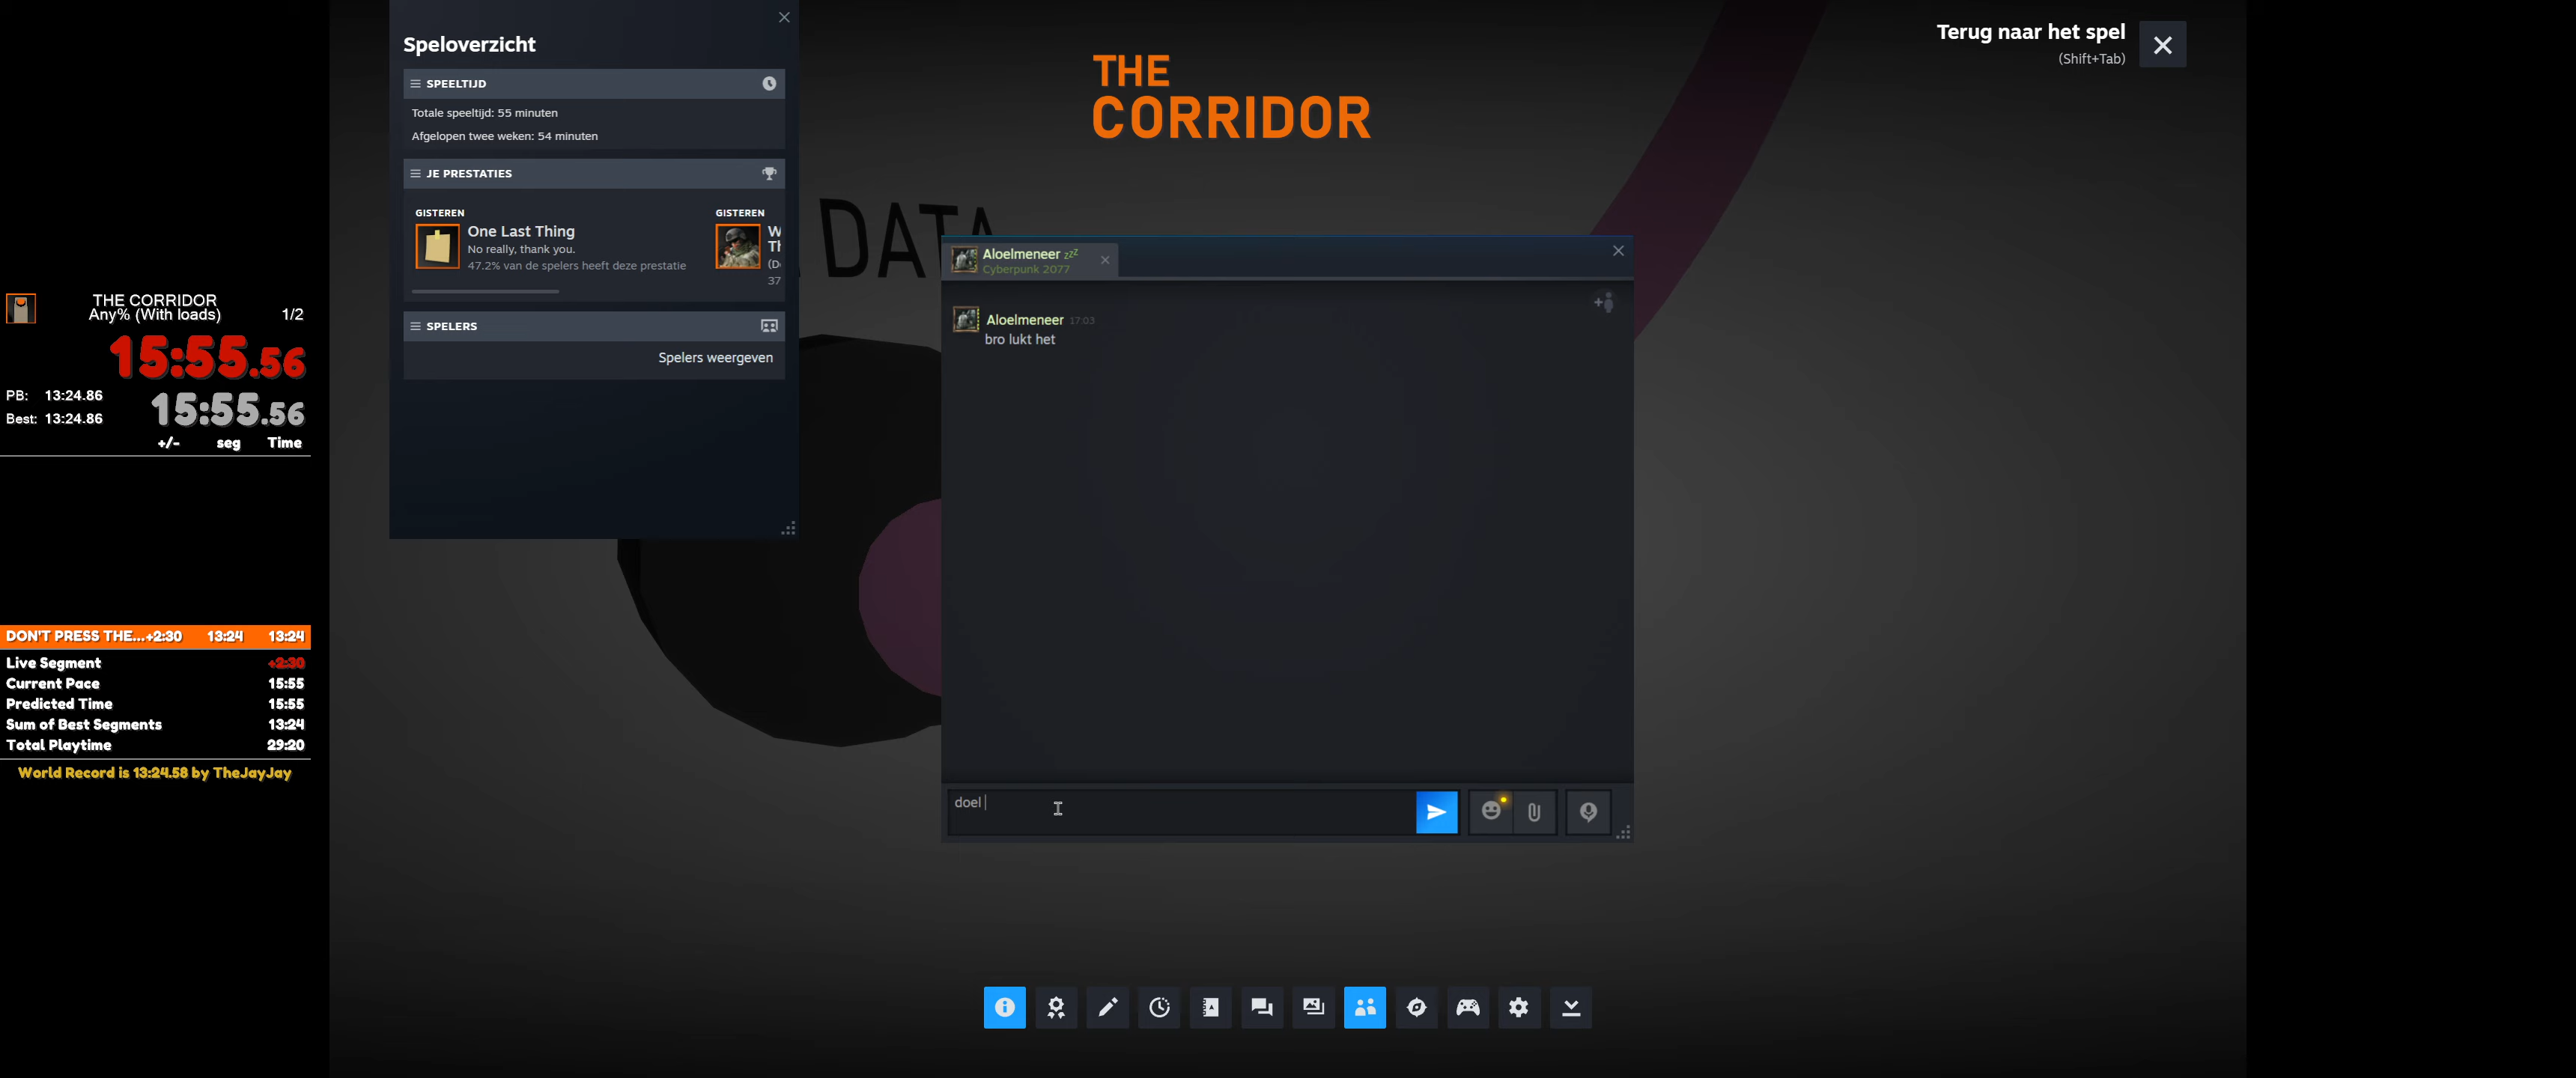 THE CORRIDOR
Any% (With loads) 1/2
15:55.56
PB: 13:24.86
15:55.56
Best: 13:24.86
+/- seg Time
DON'T PRESS THE...+2:30 13:24 13:24
Live Segment +2:30
Current Pace 15:55
Predicted Time 15:55
Sum of Best Segments 13:24
Total Playtime 29:20
World Record is 13:24.58 by TheJayJay
Speloverzicht
SPEELTIJD
Totale speeltijd: 55 minuten
Afgelopen twee weken: 54 minuten
JE PRESTATIES
GISTEREN
One Last Thing
No really, thank you.
47.2% van de spelers heeft deze prestatie
GISTEREN
W
Th
(D
37
SPELERS
Spelers weergeven
THE
CORRIDOR
DATA
Terug naar het spel
(Shift+Tab)
Aloelmeneer zzZ
Cyberpunk 2077
Aloelmeneer 17:03
bro lukt het
doel